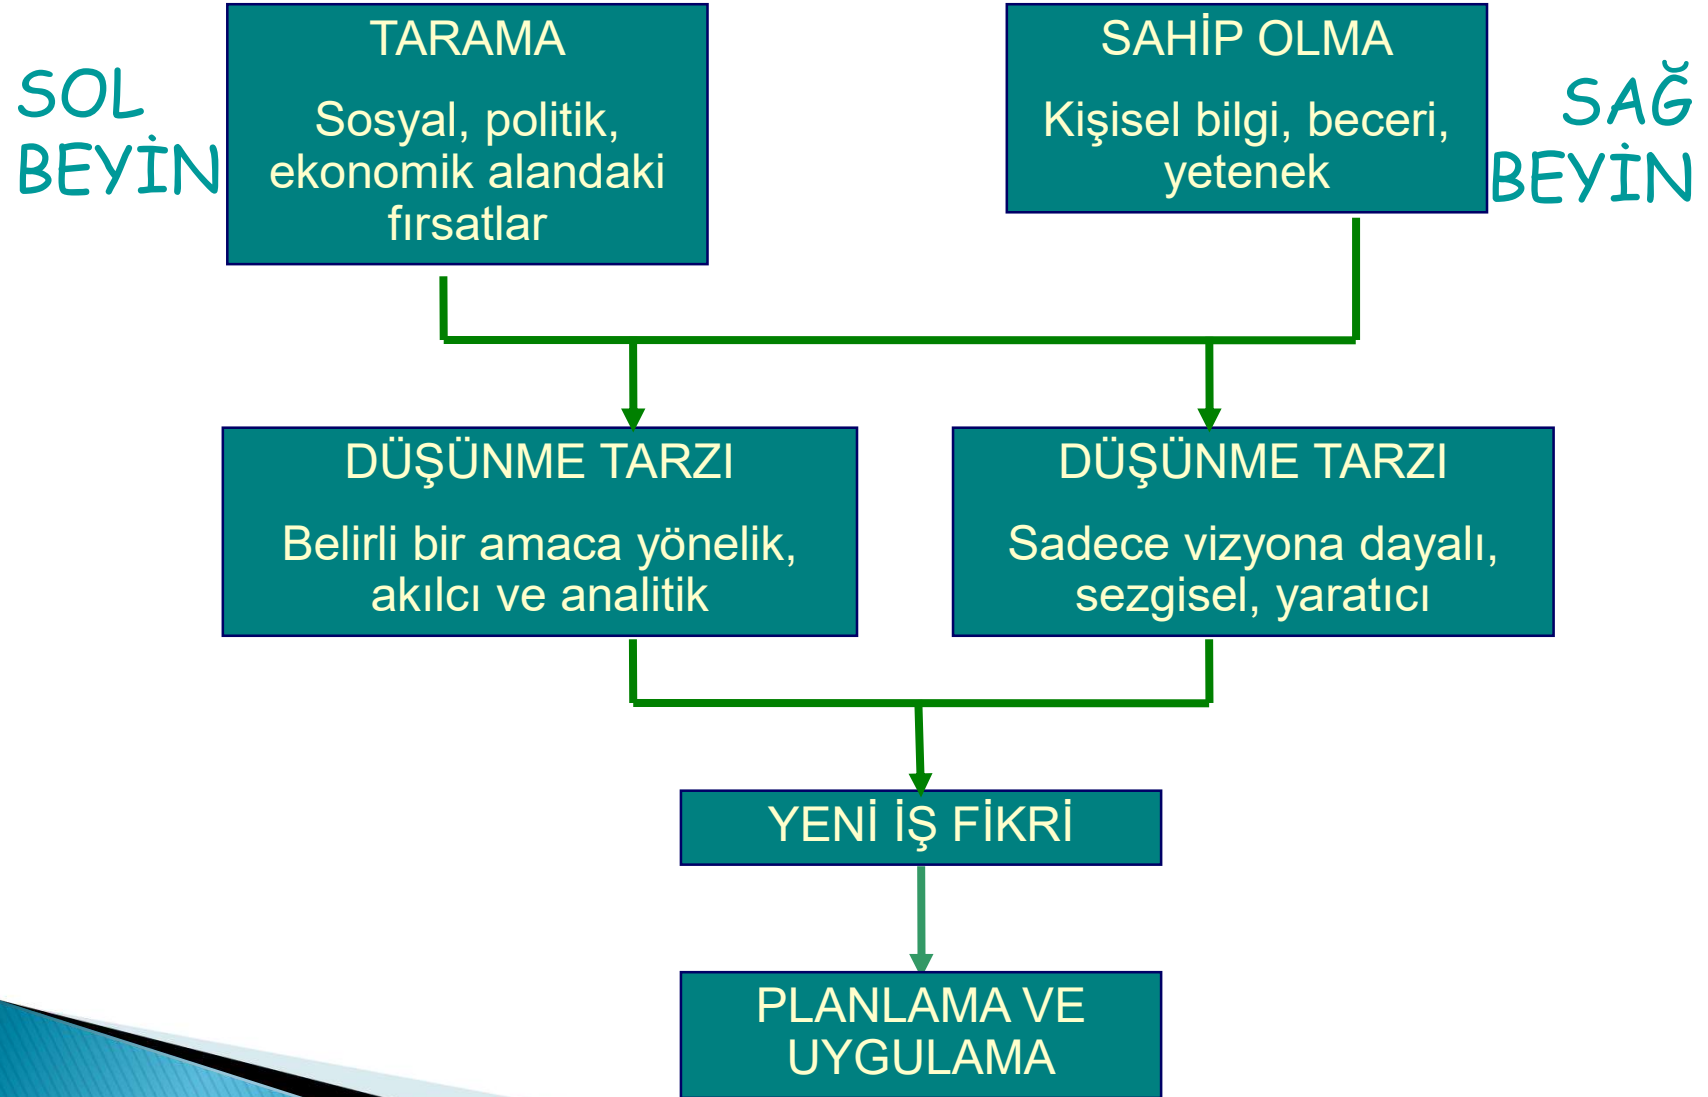 SOL
BEYİN
TARAMA
Sosyal, politik,
ekonomik alandaki
fırsatlar
SAHİP OLMA
Kişisel bilgi, beceri,
yetenek
SAĞ
BEYİN
DÜŞÜNME TARZI
Belirli bir amaca yönelik,
akılcı ve analitik
DÜŞÜNME TARZI
Sadece vizyona dayalı,
sezgisel, yaratıcı
YENİ İŞ FİKRİ
PLANLAMA VE
UYGULAMA